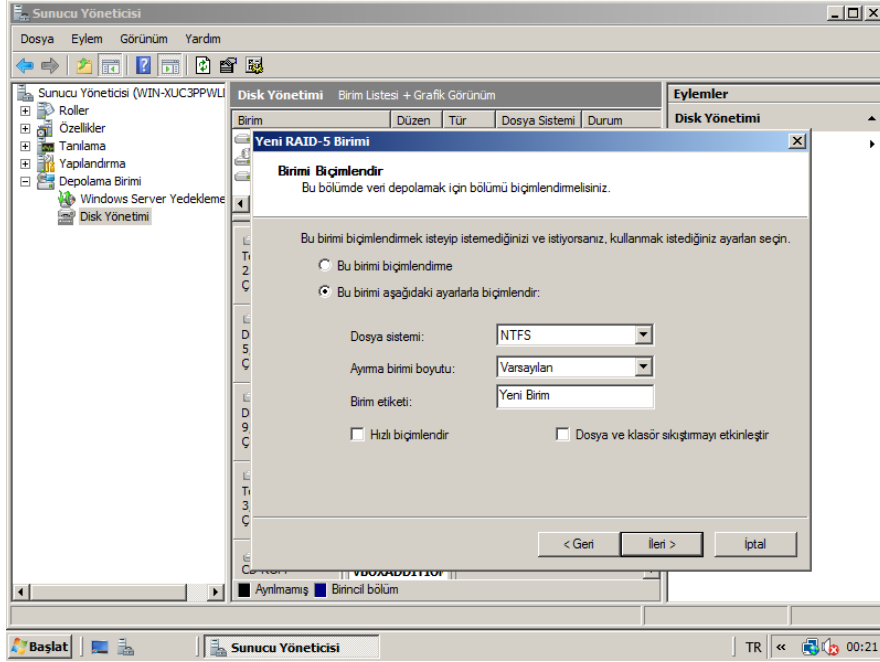 Sunucu Yöneticisi
Dosya Eylem Görünüm Yardım
Sunucu Yöneticisi (WIN-XUC3PPWLI
Roller
Özellikler
Tanılama
Yapılandırma
Depolama Birimi
Windows Server Yedekleme
Disk Yönetimi
Disk Yönetimi Birim Listesi + Grafik Görünüm
Birim Düzen Tür Dosya Sistemi Durum
Eylemler
Disk Yönetimi
Yeni RAID-5 Birimi
Birimi Biçimlendir
Bu bölümde veri depolamak için bölümü biçimlendirmelisiniz.
Bu birimi biçimlendirmek isteyip istemediğinizi ve istiyorsanız, kullanmak istediğiniz ayarları seçin.
Bu birimi biçimlendirme
Bu birimi aşağıdaki ayarlarla biçimlendir:
Dosya sistemi: NTFS
Ayırma birimi boyutu: Varsayılan
Birim etiketi: Yeni Birim
Hızlı biçimlendir Dosya ve klasör sıkıştırmayı etkinleştir
< Geri İleri > İptal
Ayrılmamış Birincil bölüm
Başlat Sunucu Yöneticisi TR « 00:21